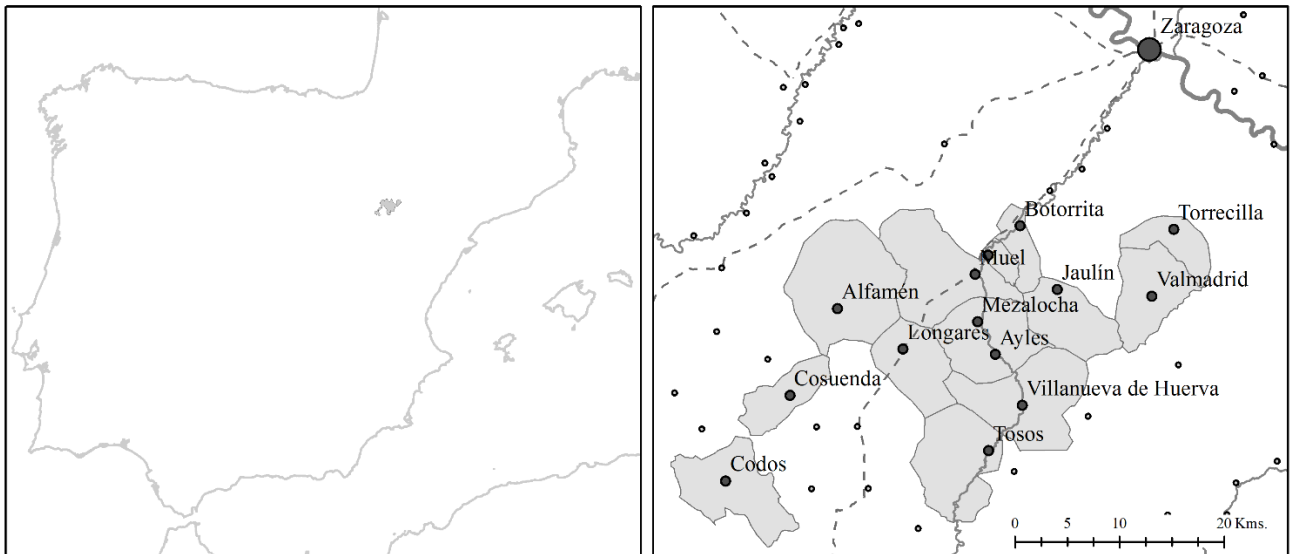 Zaragoza
Botorrita
Torrecilla
Muel
Jaulín
Valmadrid
Alfamén
Mezalocha
Longares
Ayles
Cosuenda
Villanueva de Huerva
Tosos
Codos
0 5 10 20 Kms.